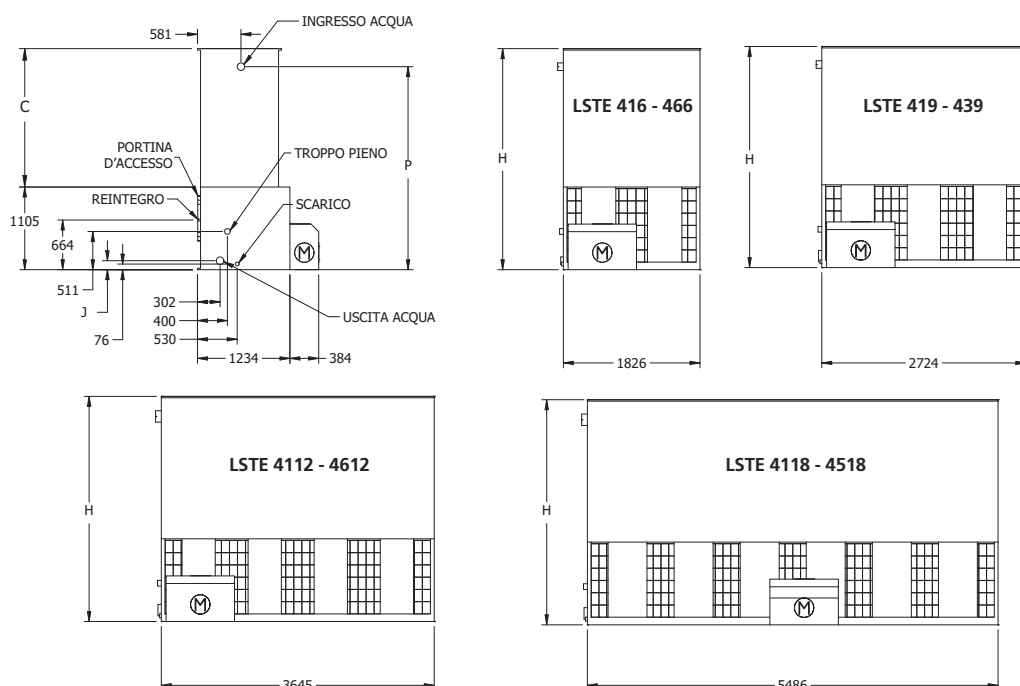 INGRESSO ACQUA
581
C
P
PORTINA
D'ACCESSO
TROPPO PIENO
REINTEGRO
SCARICO
1105
664
M
511
302
J
400
USCITA ACQUA
76
530
1234
384
LSTE 416 - 466
H
M
1826
LSTE 419 - 439
H
M
2724
LSTE 4112 - 4612
H
M
3645
LSTE 4118 - 4518
H
M
5486